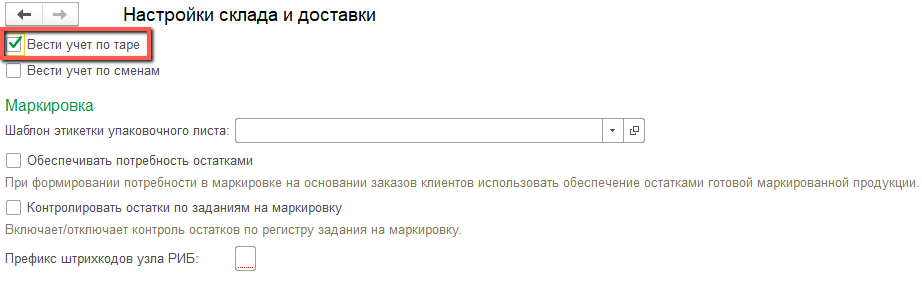 Настройки склада и доставки
Вести учет по таре
Вести учет по сменам
Маркировка
Шаблон этикетки упаковочного листа:
Обеспечивать потребность остатками
При формировании потребности в маркировке на основании заказов клиентов использовать обеспечение остатками готовой маркированной продукции.
Контролировать остатки по заданиям на маркировку
Включает/отключает контроль остатков по регистру задания на маркировку.
Префикс штрихкодов узла РИБ: